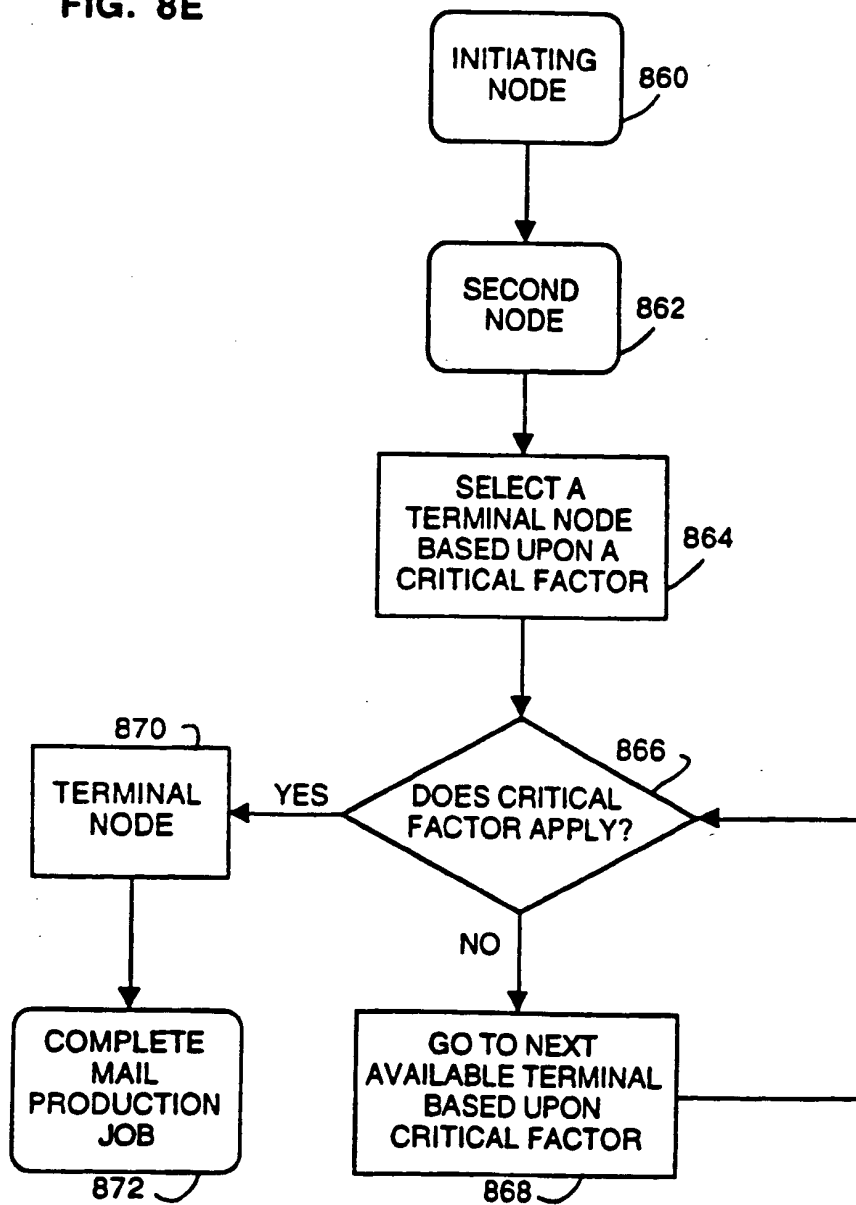 FIG. 8E
INITIATING
NODE
860
SECOND
NODE
862
SELECT A
TERMINAL NODE
BASED UPON A
CRITICAL FACTOR
864
870
TERMINAL
NODE
YES
DOES CRITICAL
FACTOR APPLY?
866
NO
COMPLETE
MAIL
PRODUCTION
JOB
872
GO TO NEXT
AVAILABLE TERMINAL
BASED UPON
CRITICAL FACTOR
868